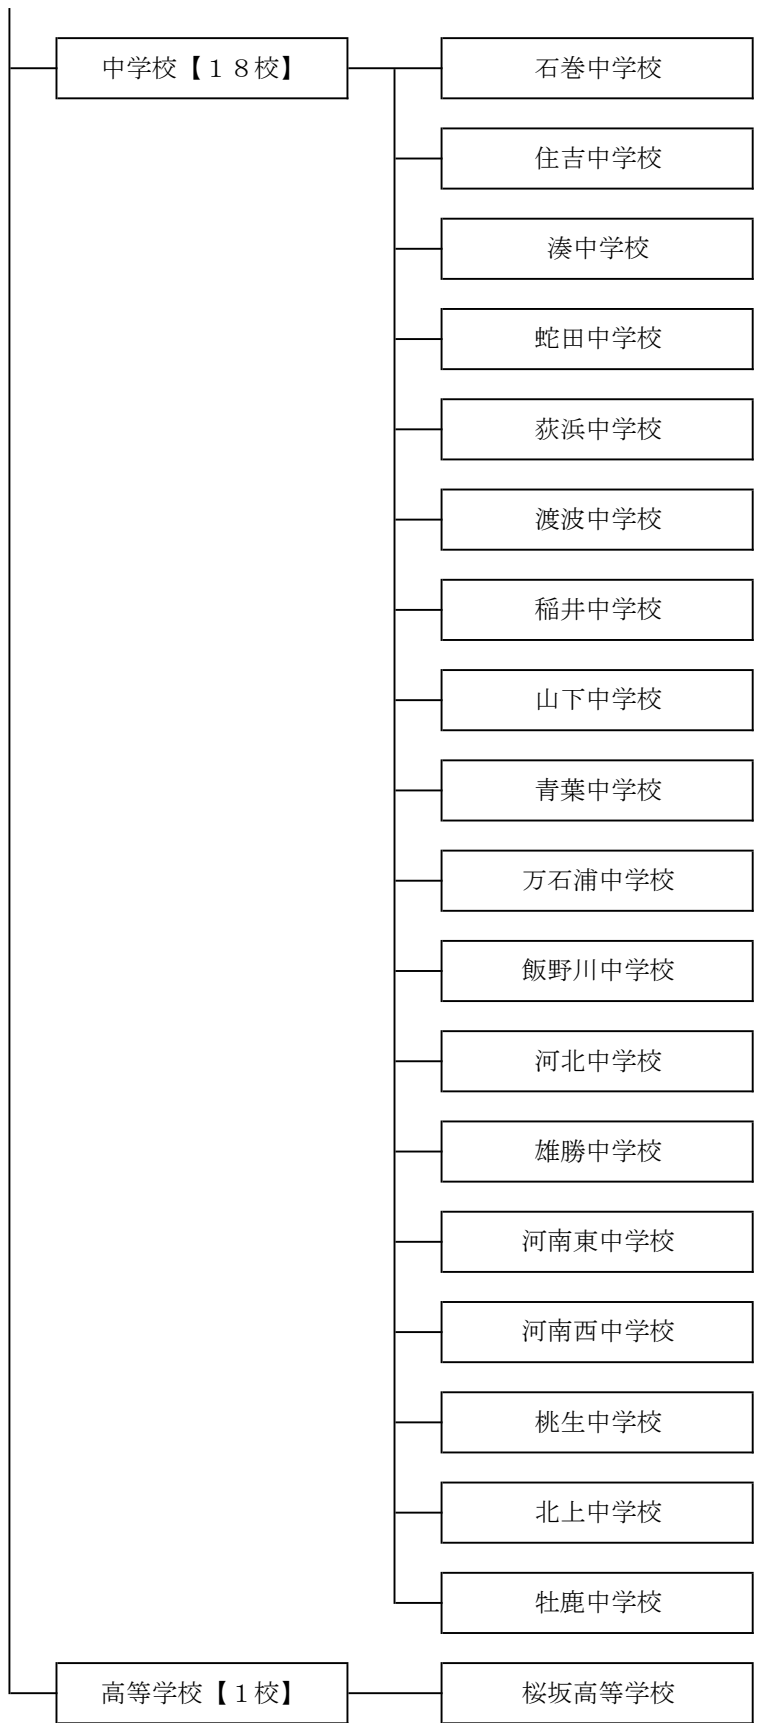 中学校【１８校】
石巻中学校
住吉中学校
湊中学校
蛇田中学校
荻浜中学校
渡波中学校
稲井中学校
山下中学校
青葉中学校
万石浦中学校
飯野川中学校
河北中学校
雄勝中学校
河南東中学校
河南西中学校
桃生中学校
北上中学校
牡鹿中学校
高等学校【１校】
桜坂高等学校